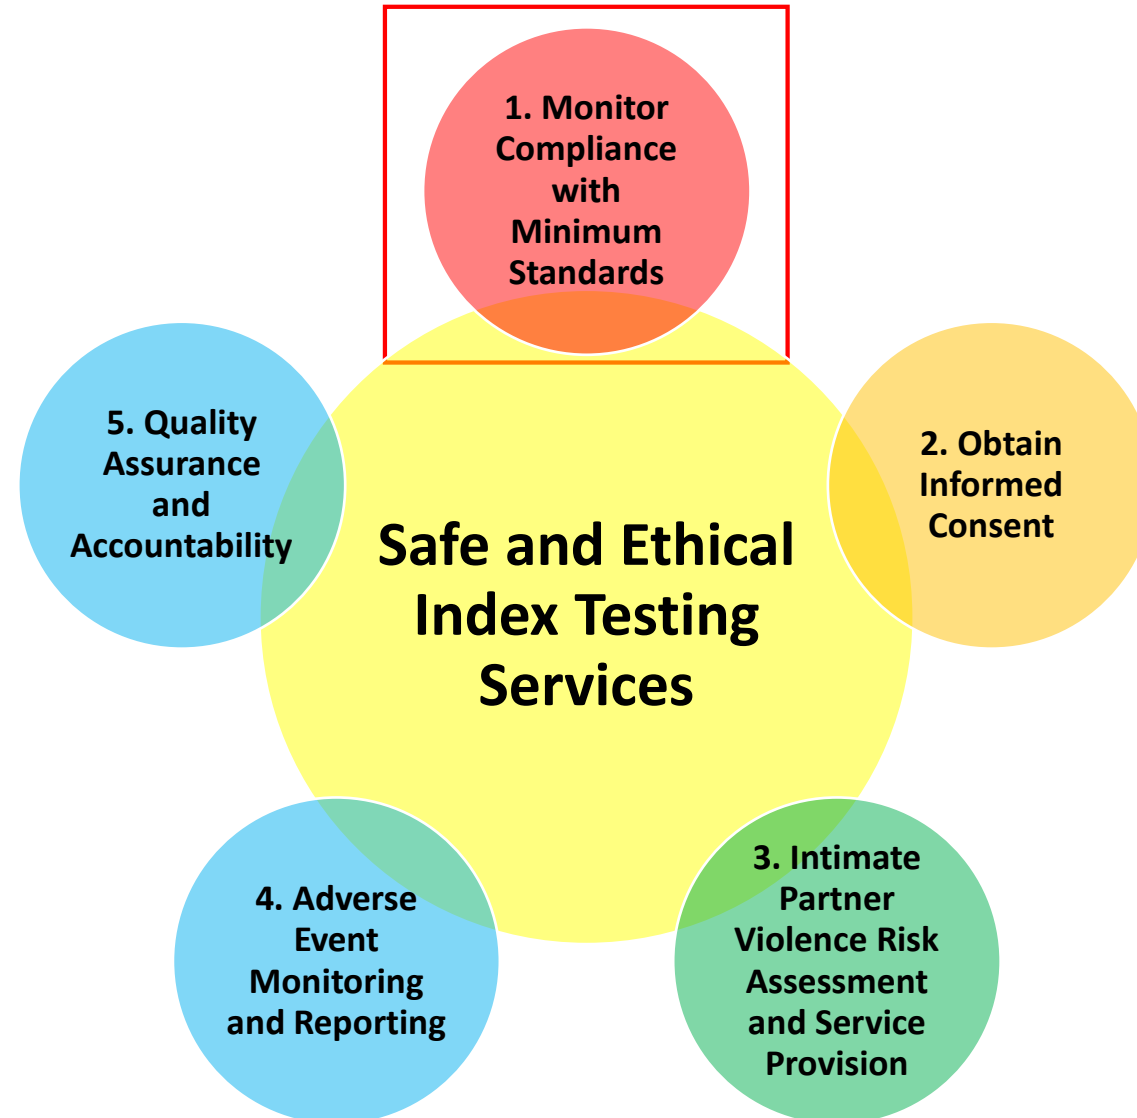 1. Monitor
Compliance
with
Minimum
Standards
2. Obtain
Informed
Consent
3. Intimate
Partner
Violence Risk
Assessment
and Service
Provision
4. Adverse
Event
Monitoring
and Reporting
5. Quality
Assurance
and
Accountability
Safe and Ethical
Index Testing
Services